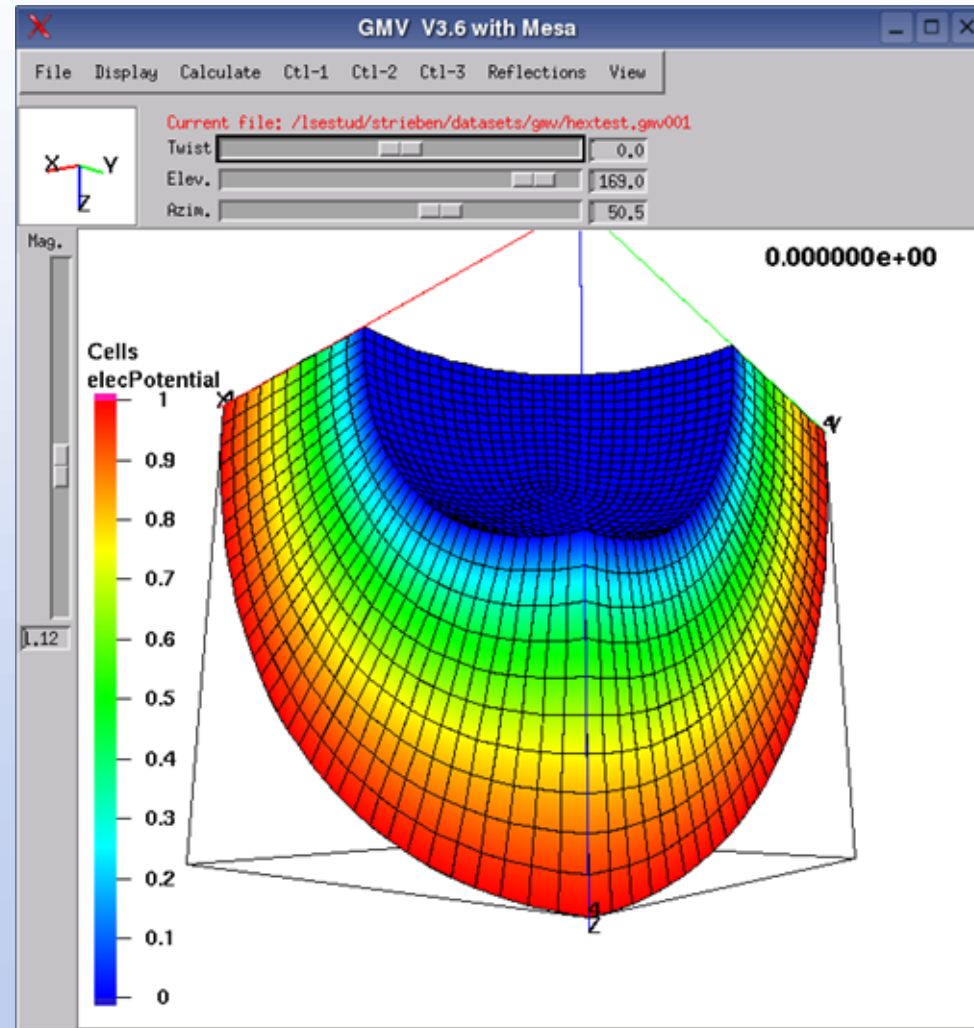 GMV V3.6 with Mesa
File Display Calculate Ctl-1 Ctl-2 Ctl-3 Reflections View
Current file: /lsestud/strieben/datasets/gmv/hextest.gmv001
Twist 0.0
Elev. 169.0
Azim. 50.5
X Y
Z
Mag.
1.12
0.000000e+00
Cells
elecPotential
1
0.9
0.8
0.7
0.6
0.5
0.4
0.3
0.2
0.1
0
X
Y
Z